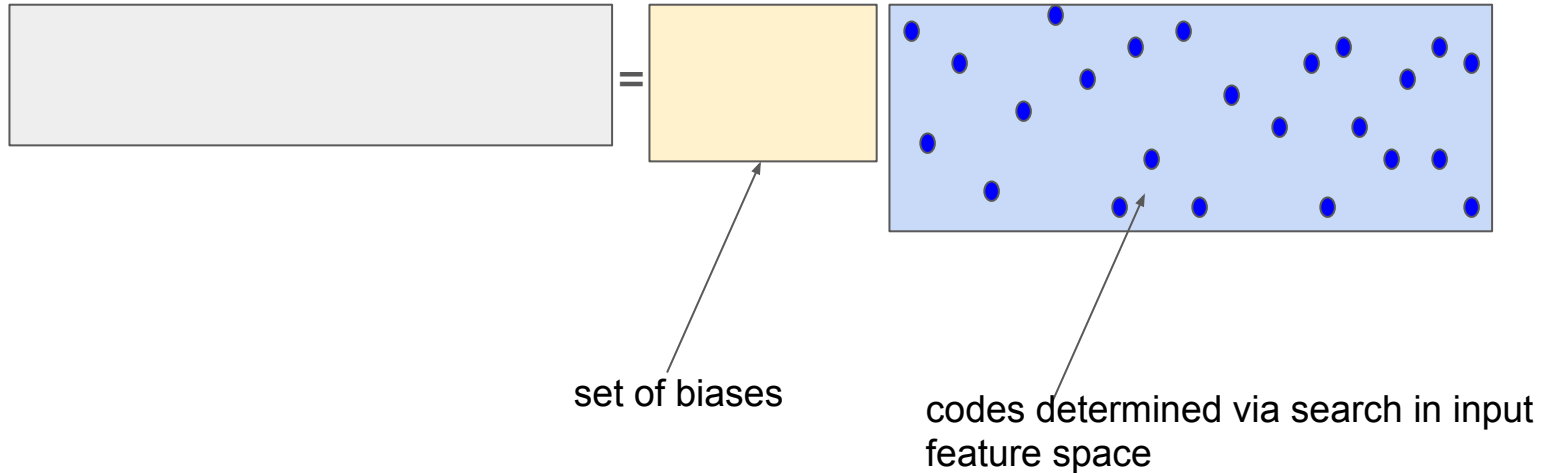 =
set of biases
codes determined via search in input
feature space